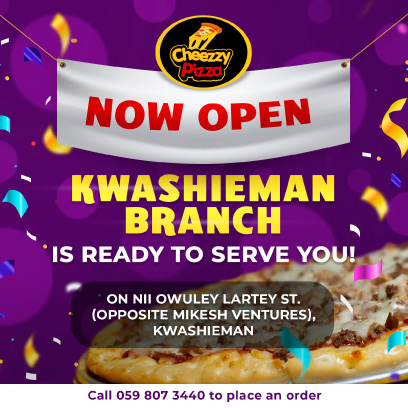 Cheezzy
Pizza
NOW OPEN
KWASHIEMAN
BRANCH
IS READY TO SERVE YOU!
ON NII OWULEY LARTEY ST.
(OPPOSITE MIKESH VENTURES),
KWASHIEMAN
Call 059 807 3440 to place an order